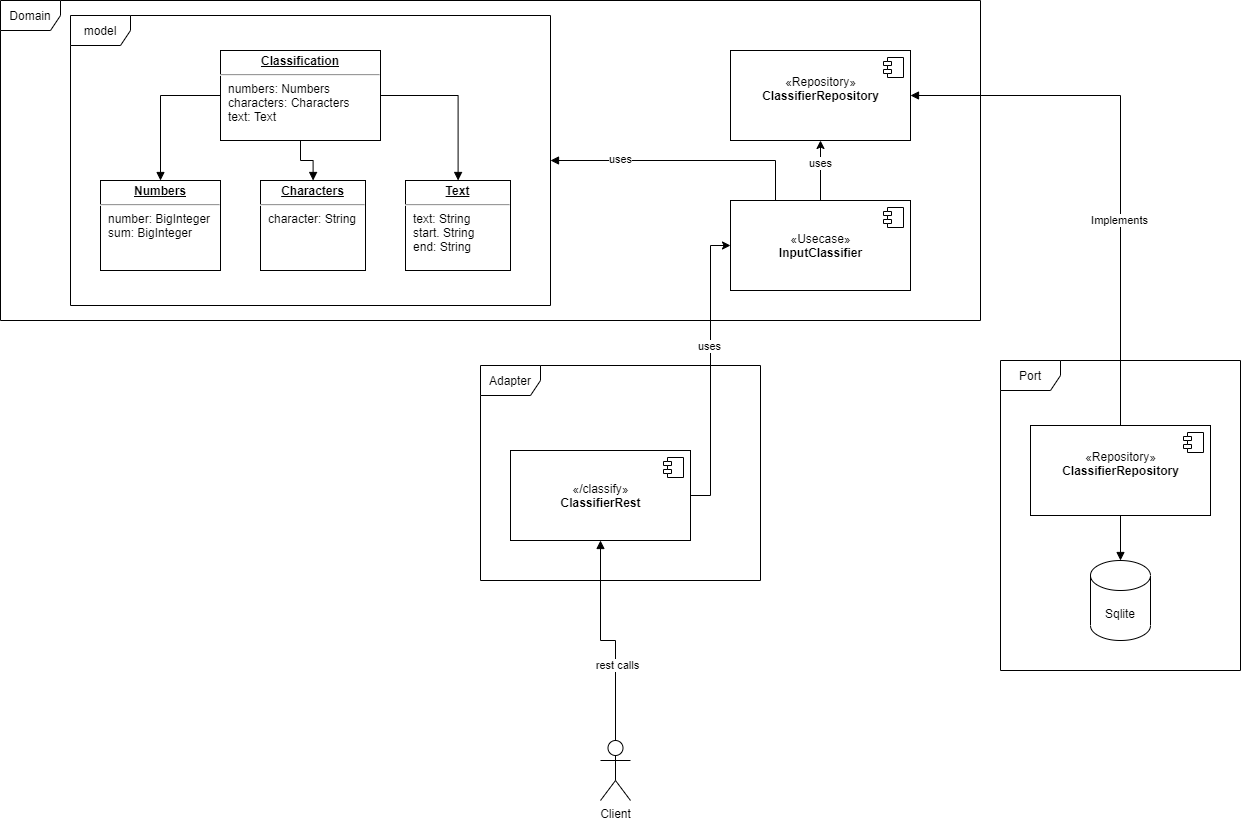 Domain
model
Classification
numbers: Numbers
characters: Characters
text: Text
«Repository»
ClassifierRepository
uses
uses
Numbers
number: BigInteger
sum: BigInteger
Characters
character: String
Text
text: String
start. String
end: String
«Usecase»
InputClassifier
Implements
uses
Adapter
Port
«/classify»
ClassifierRest
«Repository»
ClassifierRepository
Sqlite
rest calls
Client